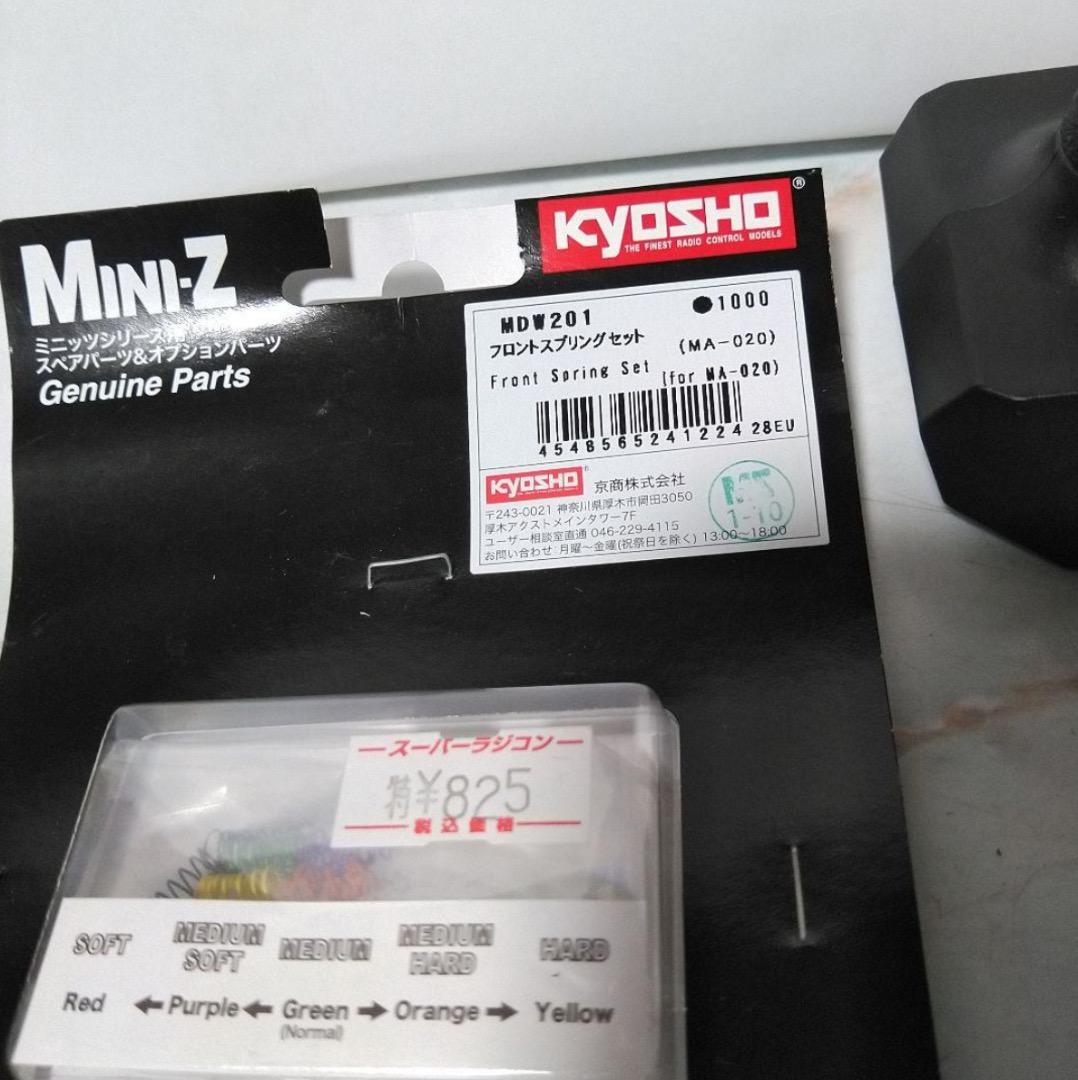 MINI-Z
ミニッツシリーズ用
スペアパーツ&オプションパーツ
Genuine Parts
KYOSHO®
THE FINEST RADIO CONTROL MODELS
MDW201 ●1000
フロントスプリングセット (MA-020)
Front Spring Set (for MA-020)
4548565241224 28EU
KYOSHO® 京商株式会社
〒243-0021 神奈川県厚木市岡田3050
厚木アクストメインタワー7F
ユーザー相談室直通 046-229-4115
お問い合わせ:月曜〜金曜(祝祭日を除く) 13:00〜18:00
1-10
スーパーラジコン
特付¥825
税込価格
SOFT MEDIUM SOFT MEDIUM MEDIUM HARD HARD
Red ← Purple ← Green → Orange → Yellow
(Normal)